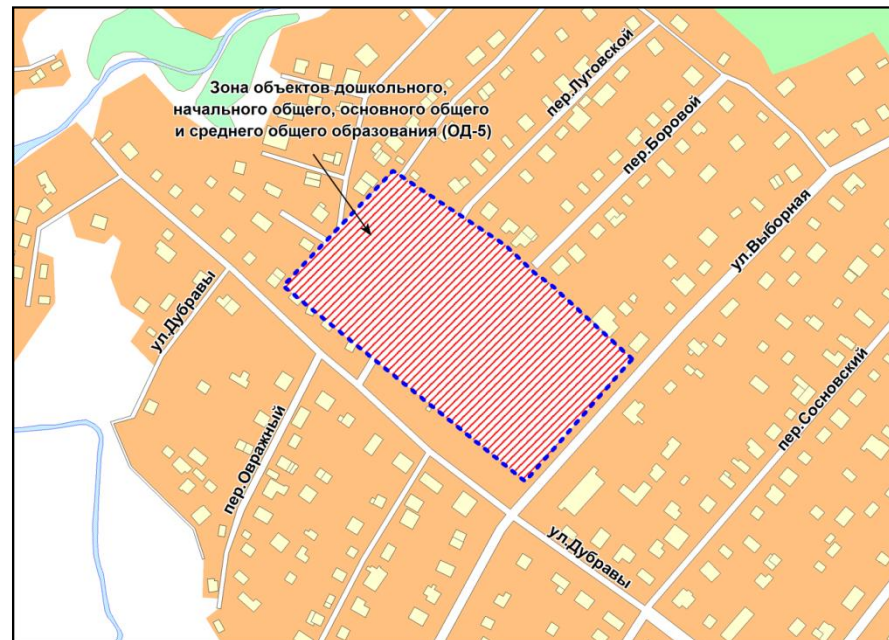 Зона объектов дошкольного,
начального общего, основного общего
и среднего общего образования (ОД-5)
пер.Луговской
пер.Боровой
ул.Выборная
ул.Дубравы
пер.Овражный
пер.Сосновский
ул.Дубравы